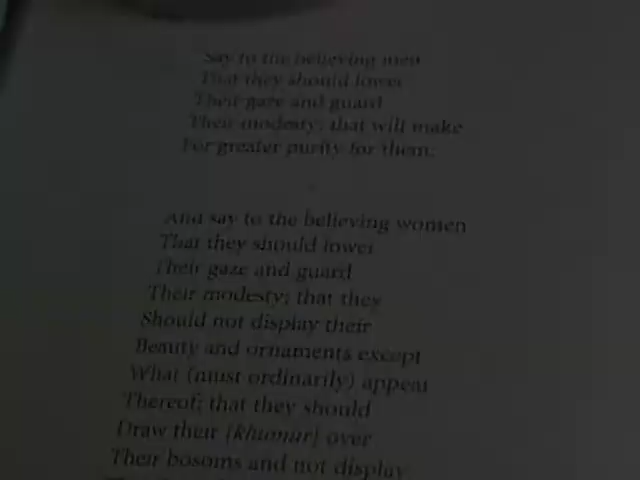 Say to the believing men
That they should lower
Their gaze and guard
Their modesty; that will make
For greater purity for them:
And say to the believing women
That they should lower
Their gaze and guard
Their modesty; that they
Should not display their
Beauty and ornaments except
What (must ordinarily) appear
Thereof; that they should
Draw their [khumur] over
Their bosoms and not display